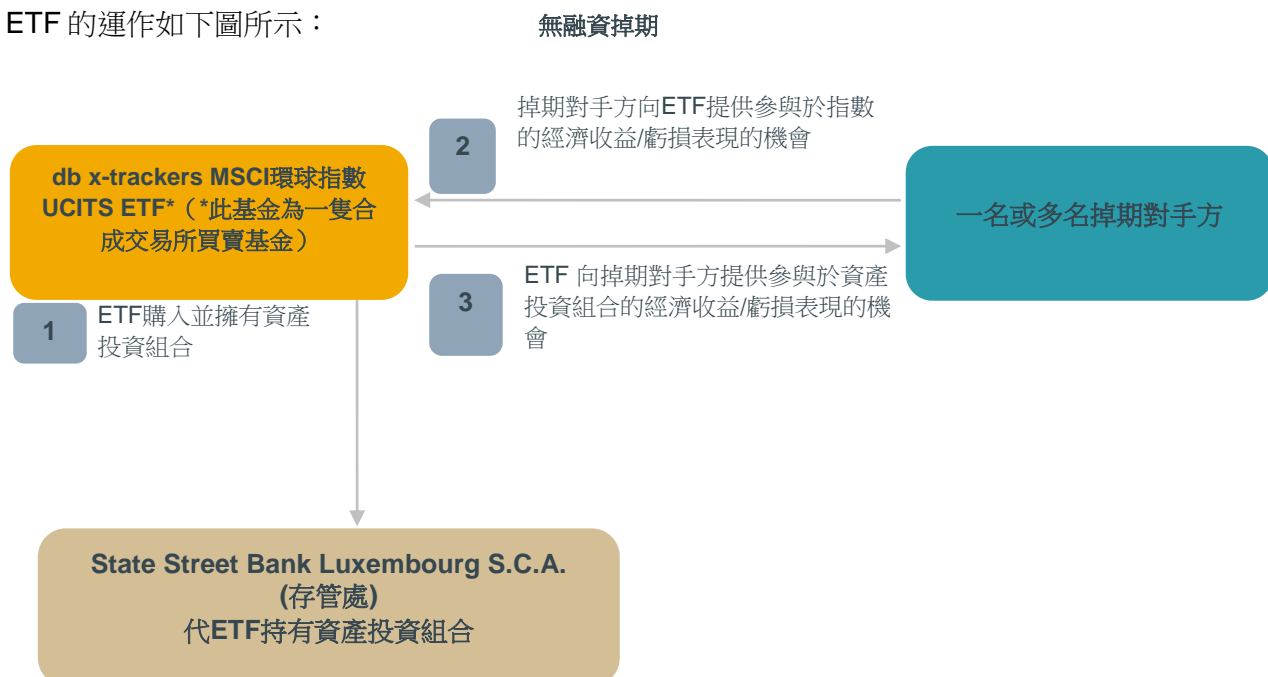 ETF 的運作如下圖所示：
無融資掉期
掉期對手方向ETF提供參與於指數
的經濟收益/虧損表現的機會
2
db x-trackers MSCI環球指數
UCITS ETF*（*此基金為一隻合
成交易所買賣基金）
一名或多名掉期對手方
ETF 向掉期對手方提供參與於資產
投資組合的經濟收益/虧損表現的機
會
3
1
ETF購入並擁有資產
投資組合
State Street Bank Luxembourg S.C.A.
(存管處)
代ETF持有資產投資組合